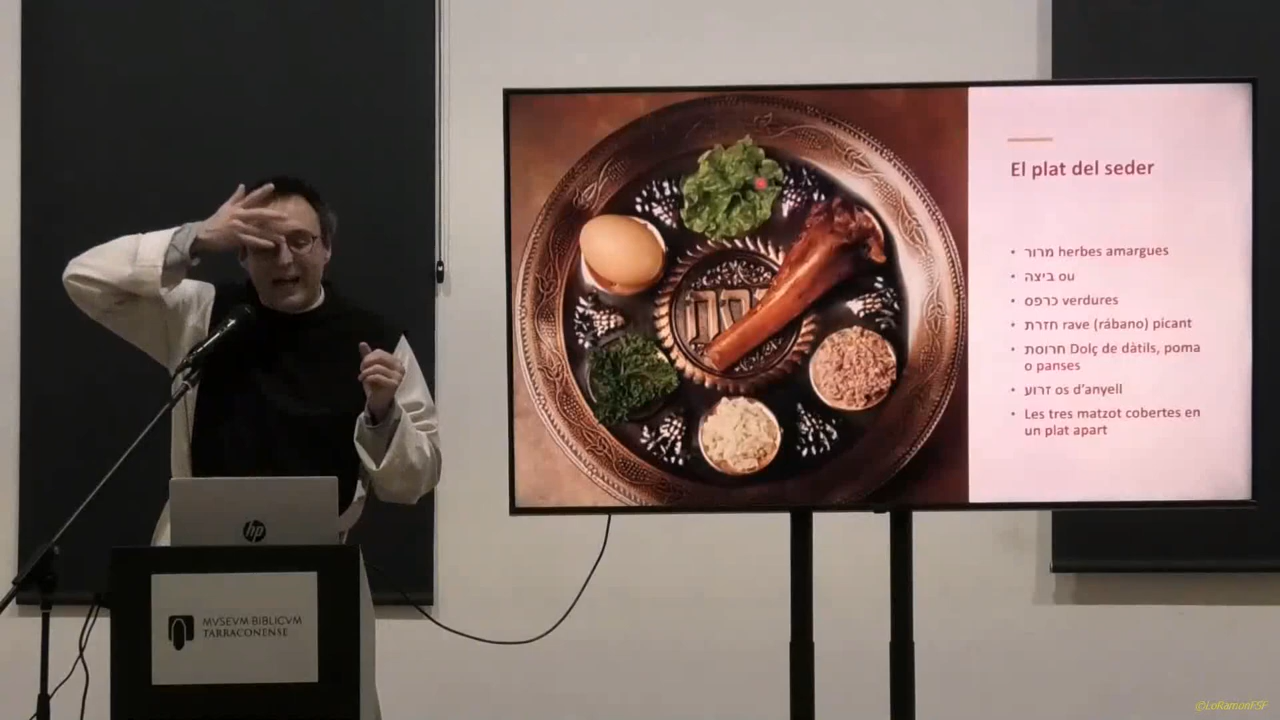 El plat del seder
• מרור herbes amargues
• ביצה ou
• כרפס verdures
• חזרת rave (rábano) picant
• חרוסת Dolç de dàtils, poma
o panses
• זרוע os d'anyell
• Les tres matzot cobertes en
un plat apart
פסח
hp
MVSEVM BIBLICVM
TARRACONENSE
©LoRamonFSF